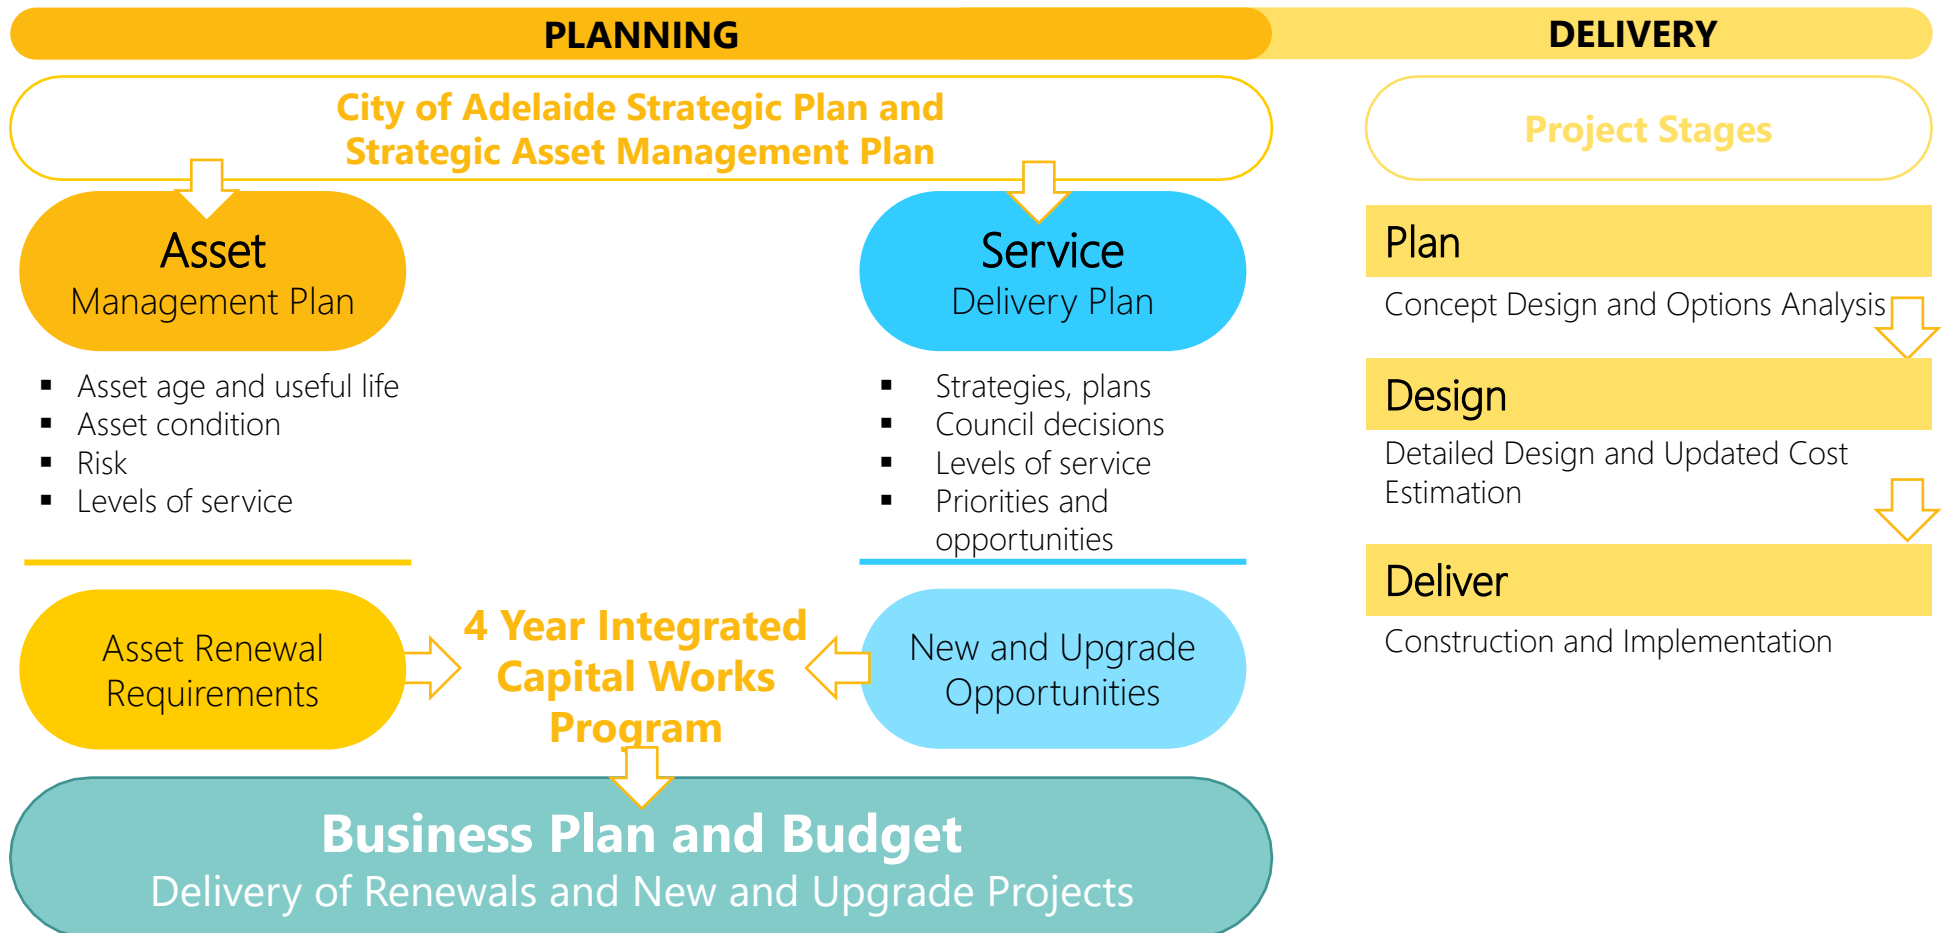 PLANNING
City of Adelaide Strategic Plan and
Strategic Asset Management Plan
Asset
Management Plan
▪ Asset age and useful life
▪ Asset condition
▪ Risk
▪ Levels of service
Service
Delivery Plan
▪ Strategies, plans
▪ Council decisions
▪ Levels of service
▪ Priorities and
opportunities
Asset Renewal
Requirements
4 Year Integrated
Capital Works
Program
New and Upgrade
Opportunities
Business Plan and Budget
Delivery of Renewals and New and Upgrade Projects
DELIVERY
Project Stages
Plan
Concept Design and Options Analysis
Design
Detailed Design and Updated Cost
Estimation
Deliver
Construction and Implementation